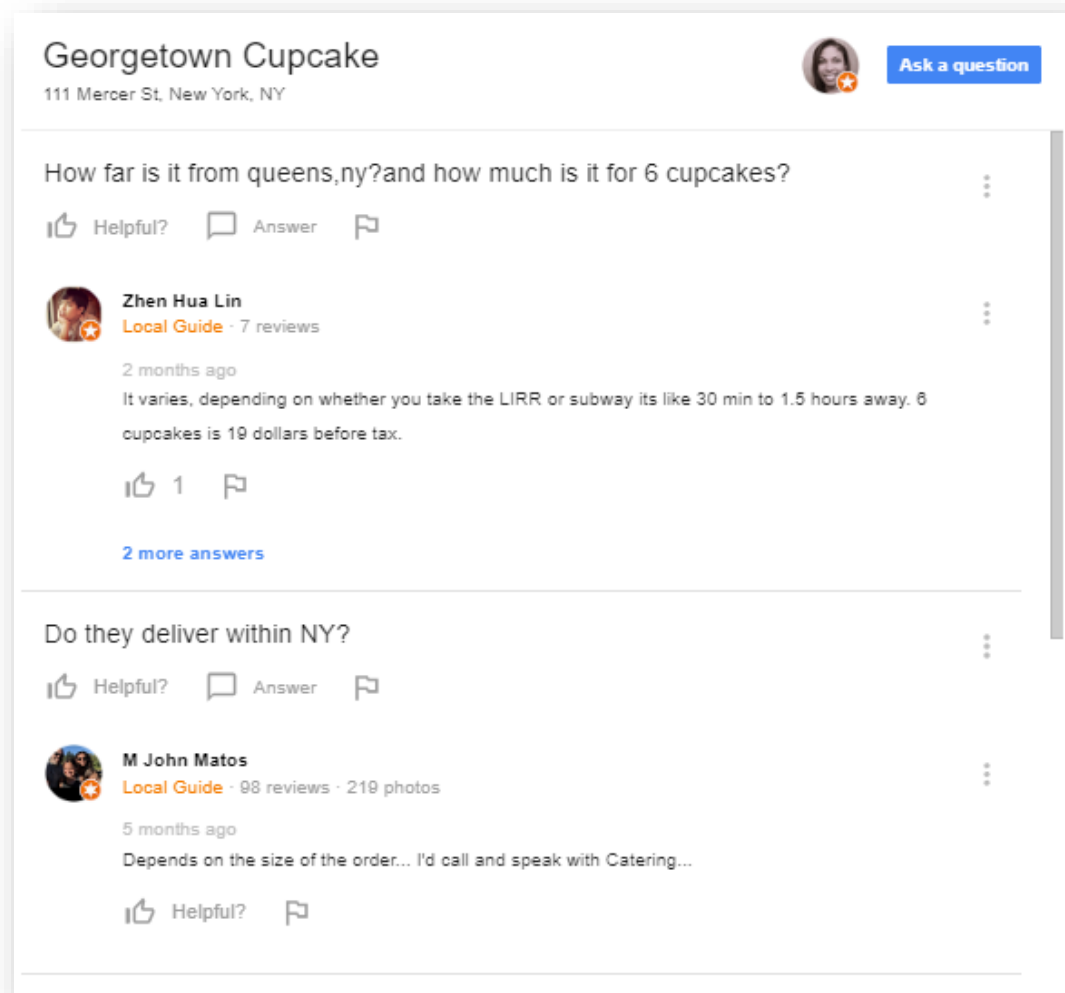 Georgetown Cupcake
111 Mercer St, New York, NY
Ask a question
How far is it from queens,ny?and how much is it for 6 cupcakes?
Helpful? Answer
Zhen Hua Lin
Local Guide · 7 reviews
2 months ago
It varies, depending on whether you take the LIRR or subway its like 30 min to 1.5 hours away. 6
cupcakes is 19 dollars before tax.
1
2 more answers
Do they deliver within NY?
Helpful? Answer
M John Matos
Local Guide · 98 reviews · 219 photos
5 months ago
Depends on the size of the order... I'd call and speak with Catering...
Helpful?